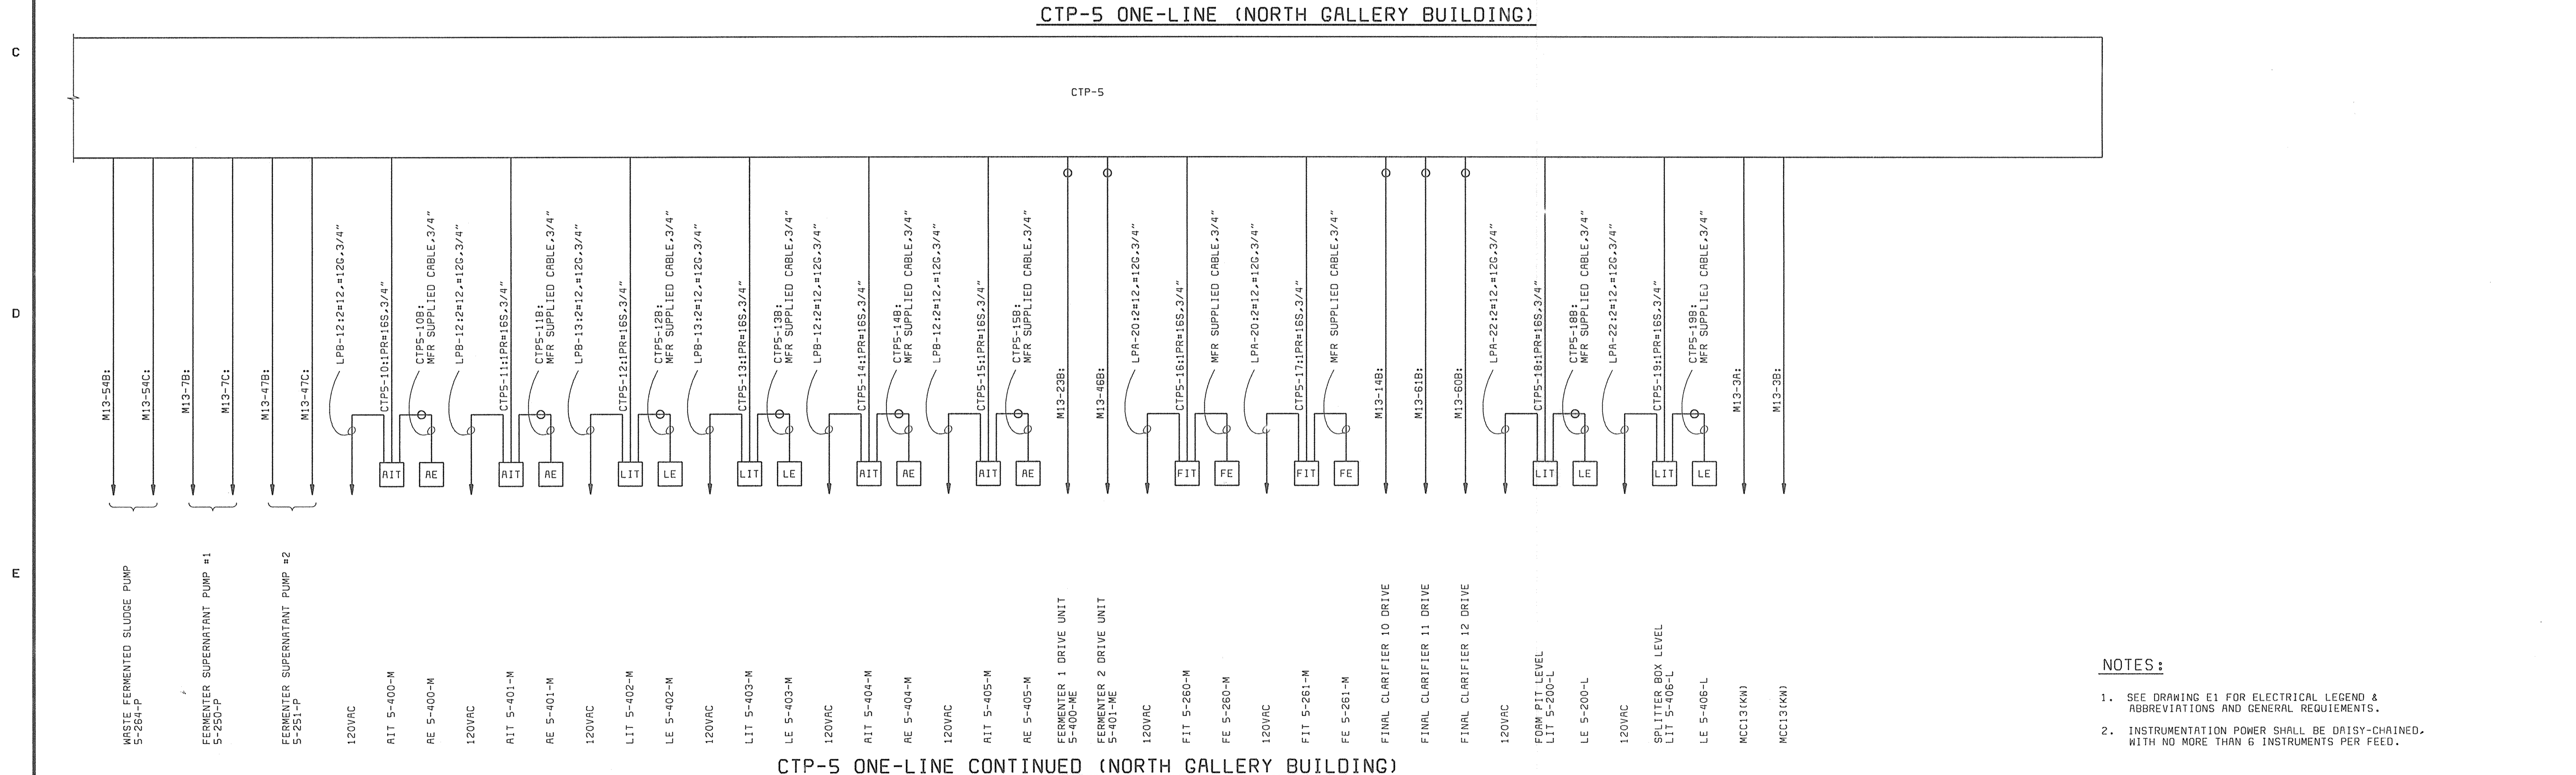 CTP-5 ONE-LINE (NORTH GALLERY BUILDING)
C
CTP-5
D
M13-54B:
M13-54C:
M13-7B:
M13-7C:
M13-47B:
M13-47C:
LPB-12:2#12,#12G,3/4"
CTP5-10:1PR#16S,3/4"
CTP5-10B:
MFR SUPPLIED CABLE,3/4"
LPB-12:2#12,#12G,3/4"
CTP5-11:1PR#16S,3/4"
CTP5-11B:
MFR SUPPLIED CABLE,3/4"
LPB-13:2#12,#12G,3/4"
CTP5-12:1PR#16S,3/4"
CTP5-12B:
MFR SUPPLIED CABLE,3/4"
LPB-13:2#12,#12G,3/4"
CTP5-13:1PR#16S,3/4"
CTP5-13B:
MFR SUPPLIED CABLE,3/4"
LPB-12:2#12,#12G,3/4"
CTP5-14:1PR#16S,3/4"
CTP5-14B:
MFR SUPPLIED CABLE,3/4"
LPB-12:2#12,#12G,3/4"
CTP5-15:1PR#16S,3/4"
CTP5-15B:
MFR SUPPLIED CABLE,3/4"
M13-23B:
M13-46B:
LPA-20:2#12,#12G,3/4"
CTP5-16:1PR#16S,3/4"
MFR SUPPLIED CABLE,3/4"
LPA-20:2#12,#12G,3/4"
CTP5-17:1PR#16S,3/4"
MFR SUPPLIED CABLE,3/4"
M13-14B:
M13-61B:
M13-60B:
LPA-22:2#12,#12G,3/4"
CTP5-18:1PR#16S,3/4"
CTP5-18B:
MFR SUPPLIED CABLE,3/4"
LPA-22:2#12,#12G,3/4"
CTP5-19:1PR#16S,3/4"
CTP5-19B:
MFR SUPPLIED CABLE,3/4"
M13-3A:
M13-3B:
AIT
AE
AIT
AE
LIT
LE
LIT
LE
AIT
AE
AIT
AE
FIT
FE
FIT
FE
LIT
LE
LIT
LE
E
WASTE FERMENTED SLUDGE PUMP
5-264-P
FERMENTER SUPERNATANT PUMP #1
5-250-P
FERMENTER SUPERNATANT PUMP #2
5-251-P
120VAC
AIT 5-400-M
AE 5-400-M
120VAC
AIT 5-401-M
AE 5-401-M
120VAC
LIT 5-402-M
LE 5-402-M
120VAC
LIT 5-403-M
LE 5-403-M
120VAC
AIT 5-404-M
AE 5-404-M
120VAC
AIT 5-405-M
AE 5-405-M
FERMENTER 1 DRIVE UNIT
5-400-ME
FERMENTER 2 DRIVE UNIT
5-401-ME
120VAC
FIT 5-260-M
FE 5-260-M
120VAC
FIT 5-261-M
FE 5-261-M
FINAL CLARIFIER 10 DRIVE
FINAL CLARIFIER 11 DRIVE
FINAL CLARIFIER 12 DRIVE
120VAC
FOAM PIT LEVEL
LIT 5-200-L
LE 5-200-L
120VAC
SPLITTER BOX LEVEL
LIT 5-406-L
LE 5-406-L
MCC13(KW)
MCC13(KW)
NOTES:
1. SEE DRAWING E1 FOR ELECTRICAL LEGEND &
ABBREVIATIONS AND GENERAL REQUIEMENTS.
2. INSTRUMENTATION POWER SHALL BE DAISY-CHAINED,
WITH NO MORE THAN 6 INSTRUMENTS PER FEED.
CTP-5 ONE-LINE CONTINUED (NORTH GALLERY BUILDING)